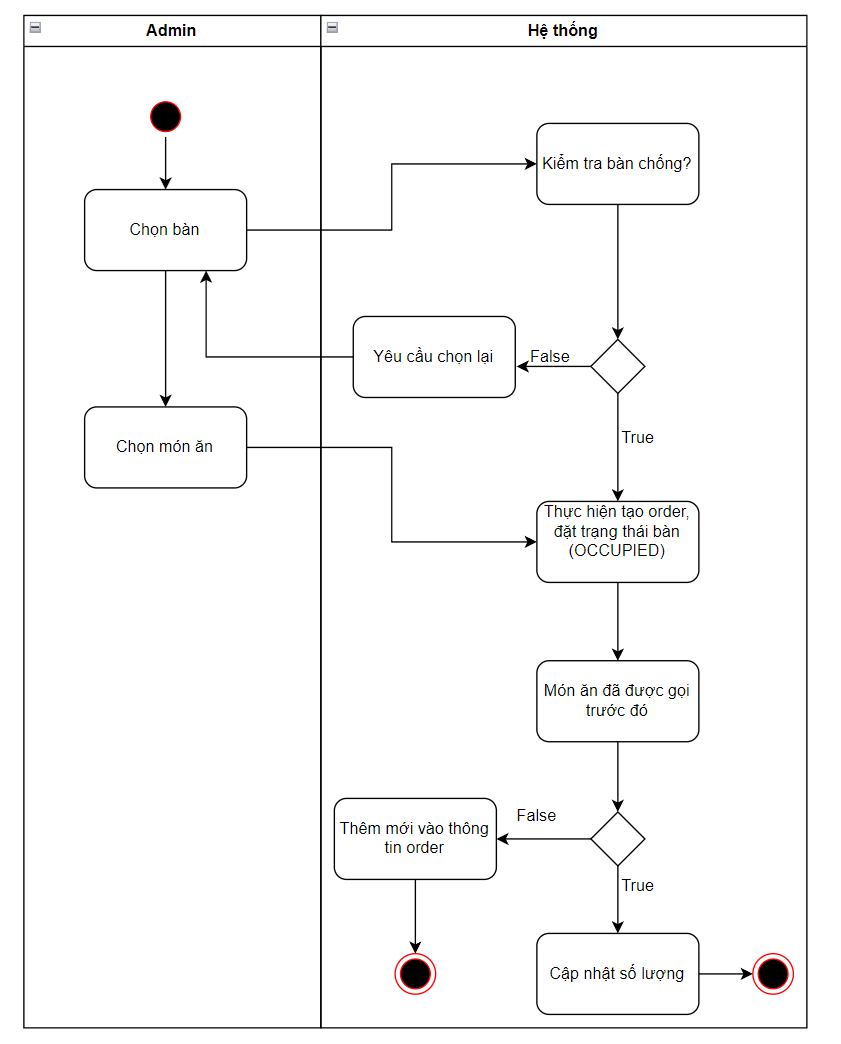 Admin
Hệ thống
Kiểm tra bàn chống?
Chọn bàn
Yêu cầu chọn lại
False
True
Chọn món ăn
Thực hiện tạo order,
đặt trạng thái bàn
(OCCUPIED)
Món ăn đã được gọi
trước đó
False
Thêm mới vào thông
tin order
True
Cập nhật số lượng